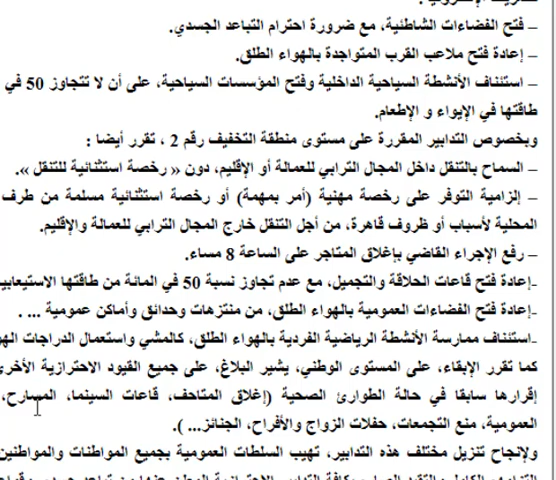 – فتح الفضاءات الشاطئية، مع ضرورة احترام التباعد الجسدي.
– إعادة فتح ملاعب القرب المتواجدة بالهواء الطلق.
– استئناف الأنشطة السياحية الداخلية وفتح المؤسسات السياحية، على أن لا تتجاوز 50 في
طاقتها في الإيواء و الإطعام.
وبخصوص التدابير المقررة على مستوى منطقة التخفيف رقم 2 ، تقرر أيضا :
– السماح بالتنقل داخل المجال الترابي للعمالة أو الإقليم، دون « رخصة استثنائية للتنقل ».
– إلزامية التوفر على رخصة مهنية (أمر بمهمة) أو رخصة استثنائية مسلمة من طرف
المحلية لأسباب أو ظروف قاهرة، من أجل التنقل خارج المجال الترابي للعمالة والإقليم.
– رفع الإجراء القاضي بإغلاق المتاجر على الساعة 8 مساء.
-إعادة فتح قاعات الحلاقة والتجميل، مع عدم تجاوز نسبة 50 في المائة من طاقتها
-إعادة فتح الفضاءات العمومية بالهواء الطلق، من منتزهات وحدائق وأماكن عمومية ... .
-استئناف ممارسة الأنشطة الرياضية الفردية بالهواء الطلق، كالمشي واستعمال الدراجات
كما تقرر الإبقاء، على المستوى الوطني، يشير البلاغ، على جميع القيود الاحترازية
إقرارها سابقا في حالة الطوارئ الصحية (إغلاق المتاحف، قاعات السينما، المسارح،
العمومية، منع التجمعات، حفلات الزواج والأفراح، الجنائز... ).
ولإنجاح تنزيل مختلف هذه التدابير، تهيب السلطات العمومية بجميع المواطنات والمواطنين